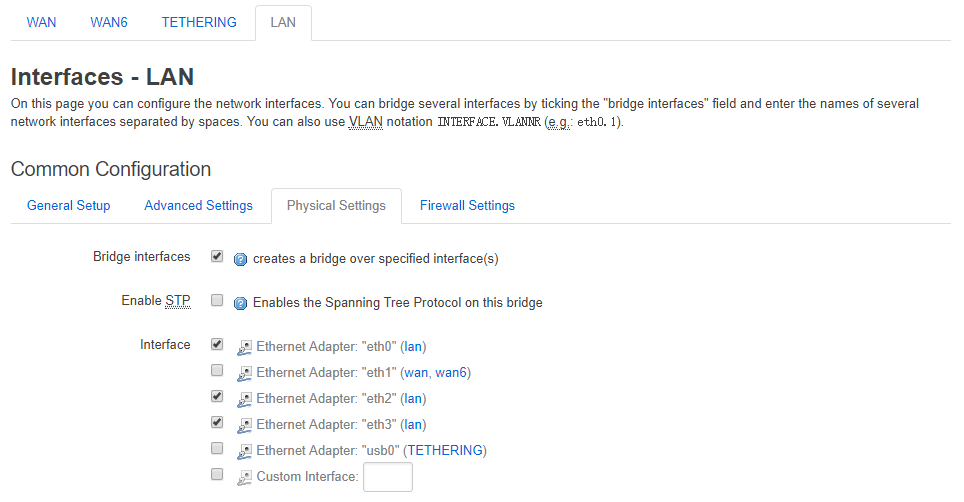 WAN WAN6 TETHERING LAN
Interfaces - LAN
On this page you can configure the network interfaces. You can bridge several interfaces by ticking the "bridge interfaces" field and enter the names of several
network interfaces separated by spaces. You can also use VLAN notation INTERFACE.VLANNR (e.g.: eth0.1).
Common Configuration
General Setup Advanced Settings Physical Settings Firewall Settings
Bridge interfaces creates a bridge over specified interface(s)
Enable STP Enables the Spanning Tree Protocol on this bridge
Interface Ethernet Adapter: "eth0" (lan)
Ethernet Adapter: "eth1" (wan, wan6)
Ethernet Adapter: "eth2" (lan)
Ethernet Adapter: "eth3" (lan)
Ethernet Adapter: "usb0" (TETHERING)
Custom Interface: